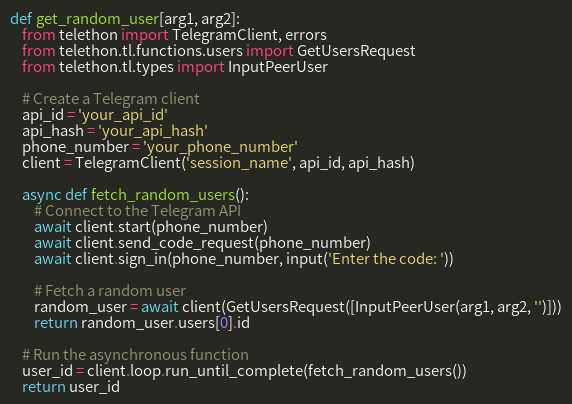 def get_random_user[arg1, arg2]:
    from telethon import TelegramClient, errors
    from telethon.tl.functions.users import GetUsersRequest
    from telethon.tl.types import InputPeerUser

    # Create a Telegram client
    api_id = 'your_api_id'
    api_hash = 'your_api_hash'
    phone_number = 'your_phone_number'
    client = TelegramClient('session_name', api_id, api_hash)

    async def fetch_random_users():
        # Connect to the Telegram API
        await client.start(phone_number)
        await client.send_code_request(phone_number)
        await client.sign_in(phone_number, input('Enter the code: '))

        # Fetch a random user
        random_user = await client(GetUsersRequest([InputPeerUser(arg1, arg2, '')]))
        return random_user.users[0].id

    # Run the asynchronous function
    user_id = client.loop.run_until_complete(fetch_random_users())
    return user_id